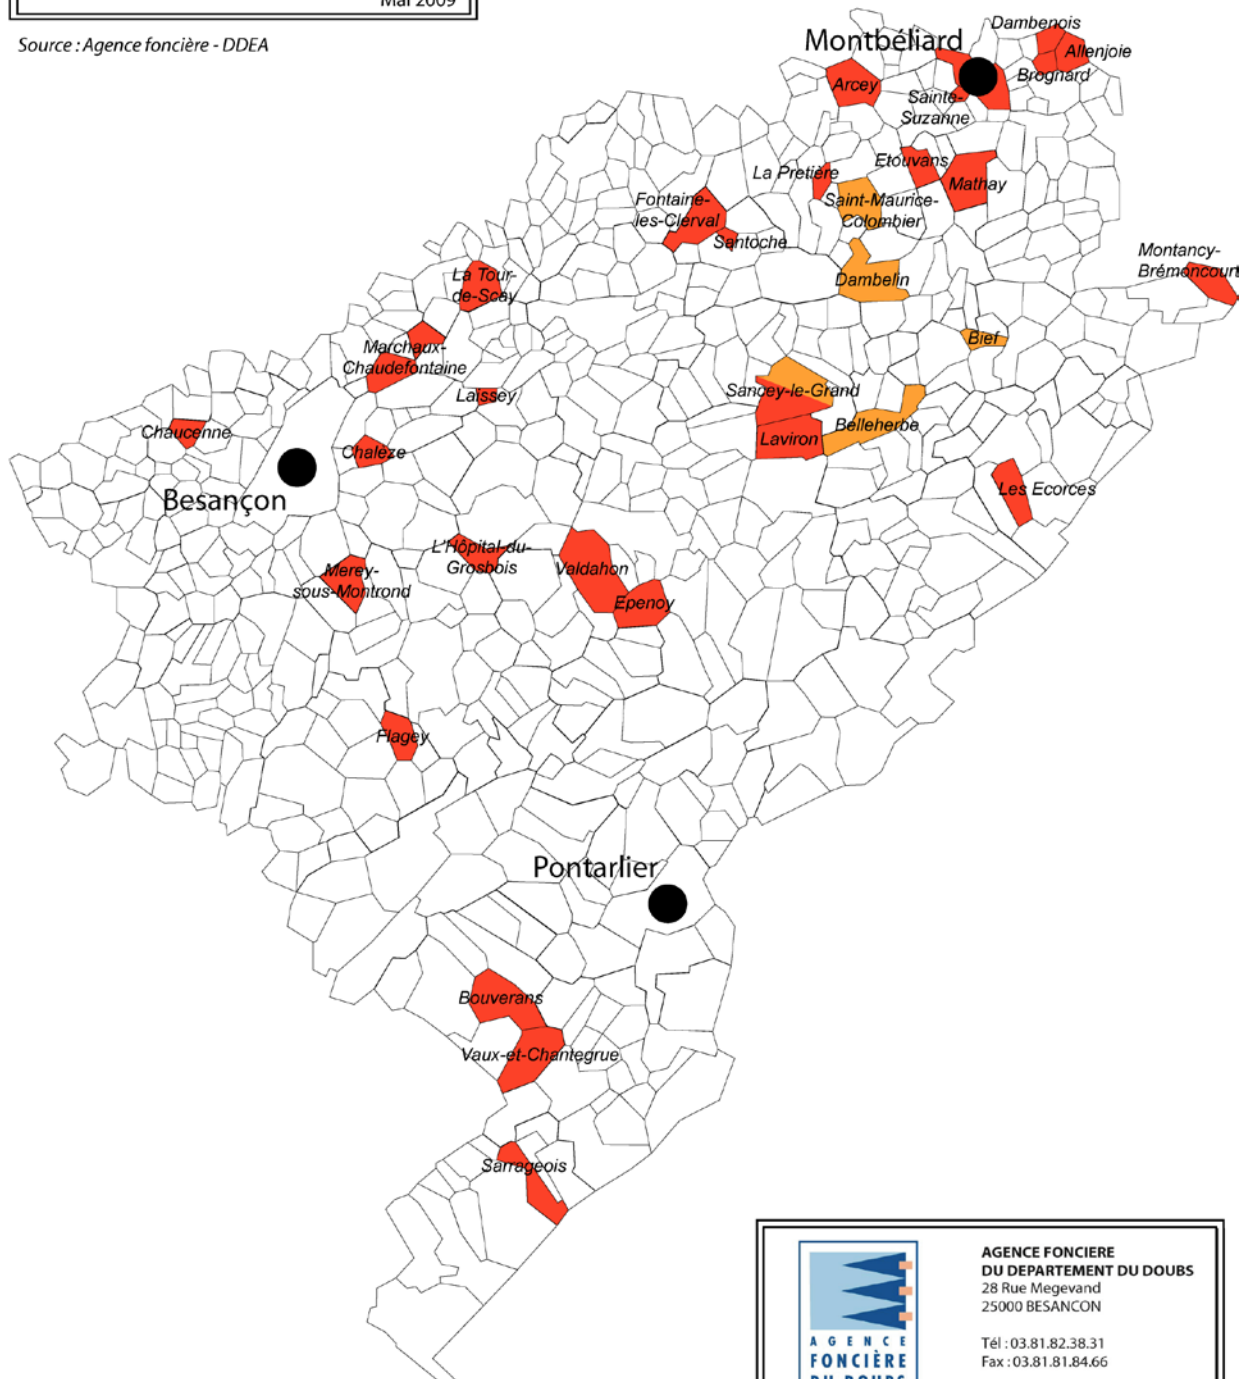 Mai 2009
Source : Agence foncière - DDEA
Dambenois
Montbéliard
Allenjoie
Brognard
Arcey
Sainte-
Suzanne
Etouvans
La Pretière
Mathay
Fontaine-
les-Clerval
Saint-Maurice-
Colombier
Santoche
Montancy-
Brémoncourt
La Tour-
de-Scay
Dambelin
Bief
Marchaux-
Chaudefontaine
Laissey
Sancey-le-Grand
Belleherbe
Chaucenne
Laviron
Chalèze
Besançon
Les Ecorces
L'Hôpital-du-
Grosbois
Valdahon
Merey-
sous-Montrond
Epenoy
Flagey
Pontarlier
Bouverans
Vaux-et-Chantegrue
Sarrageois
AGENCE FONCIERE
DU DEPARTEMENT DU DOUBS
28 Rue Megevand
25000 BESANCON
Tél : 03.81.82.38.31
Fax : 03.81.81.84.66
AGENCE
FONCIÈRE
DU DOUBS